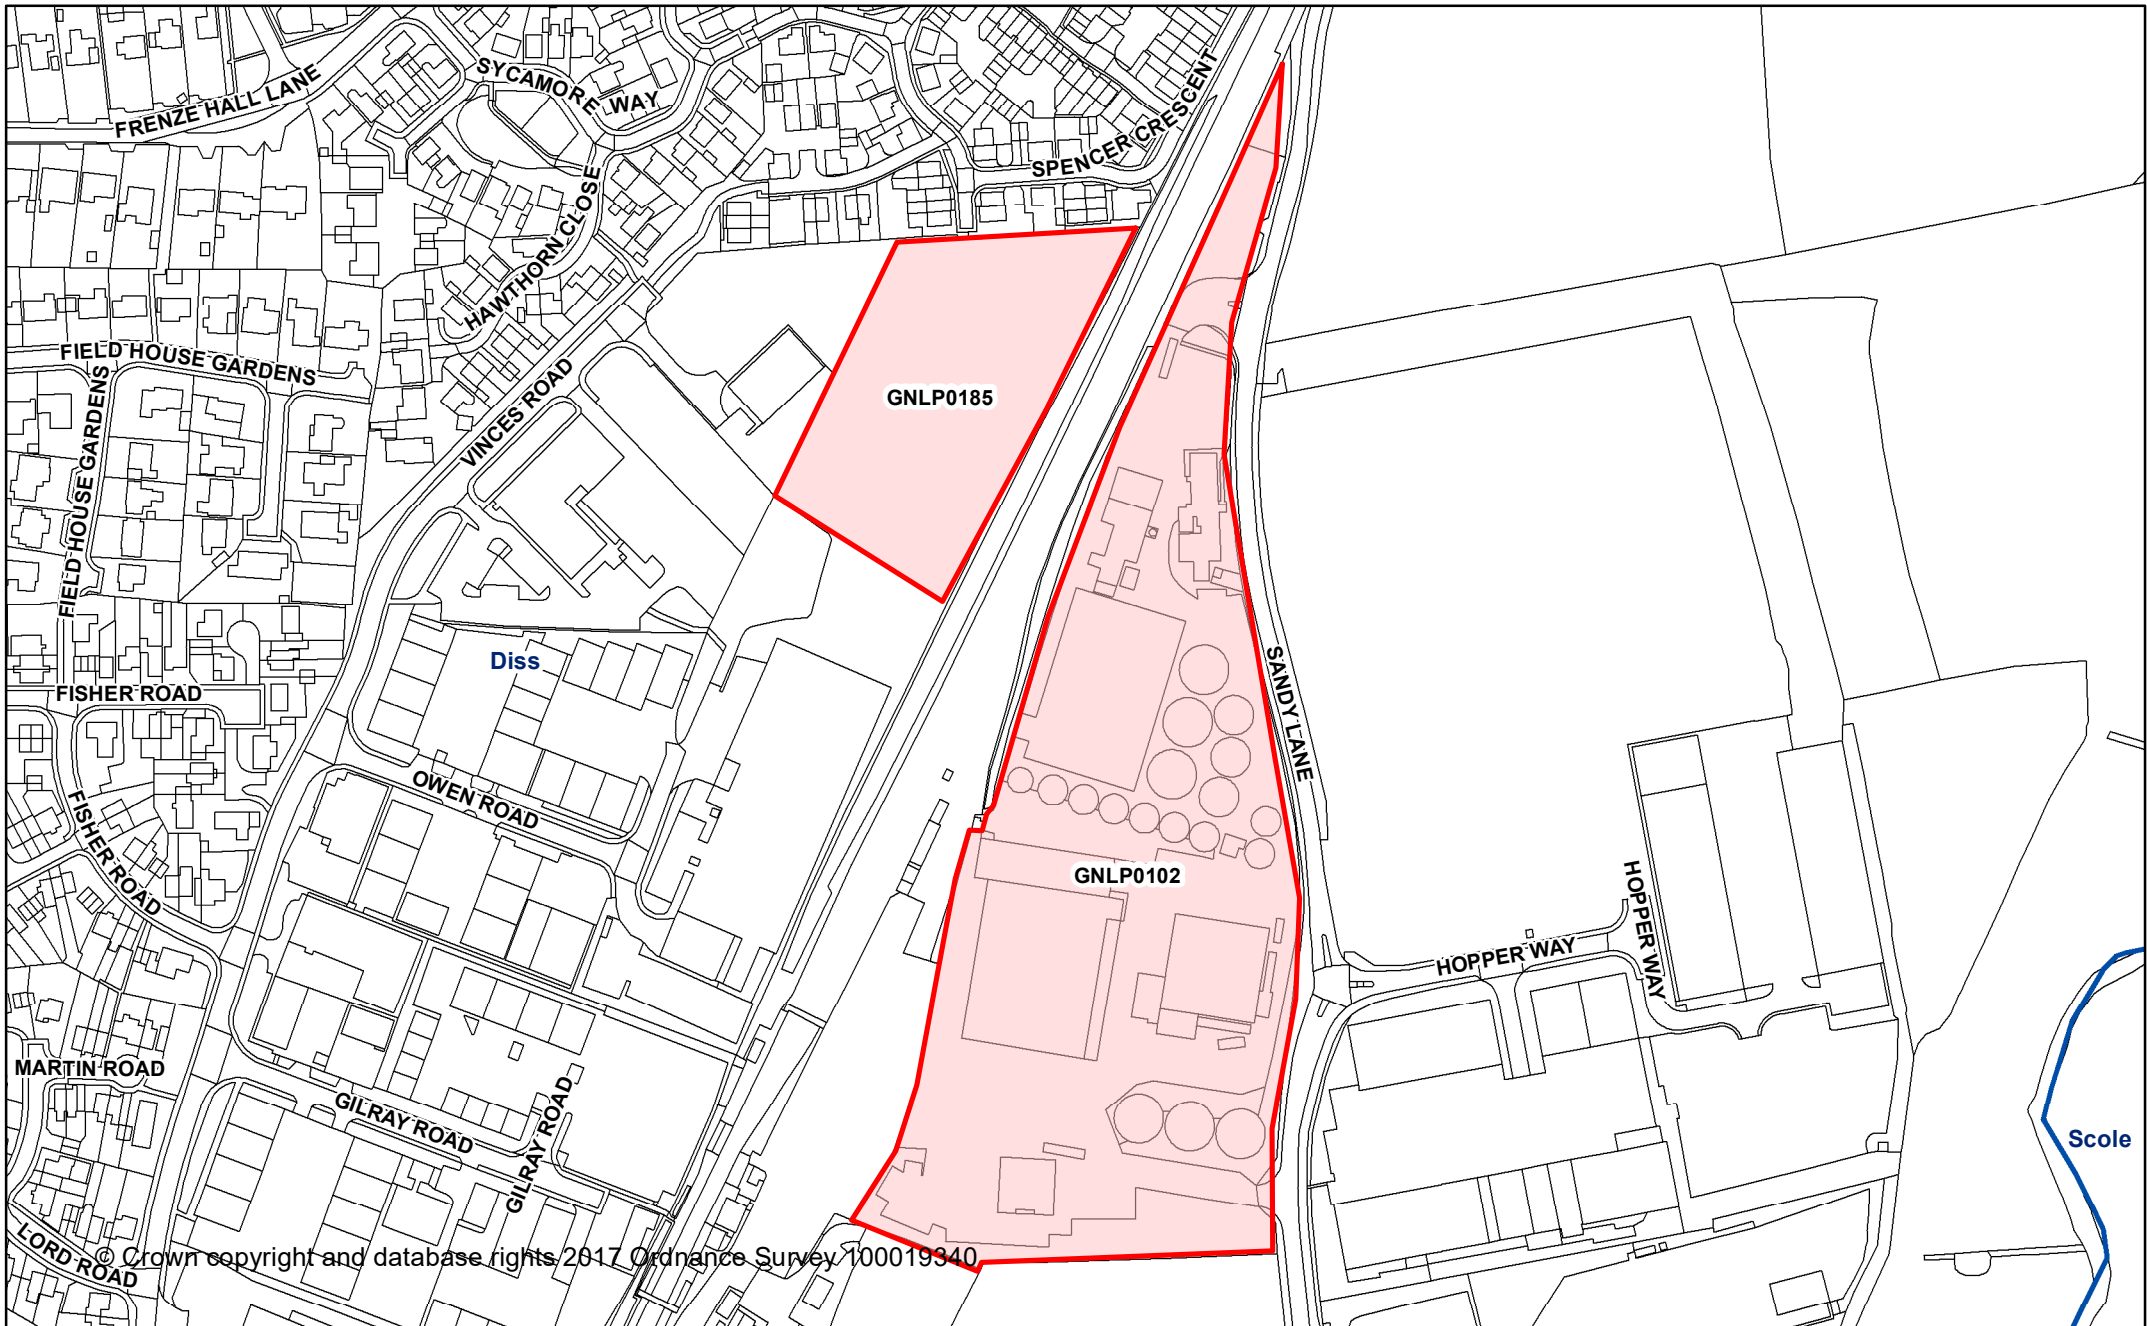 FRENZE HALL LANE
SYCAMORE WAY
SPENCER CRESCENT
HAWTHORN CLOSE
FIELD HOUSE GARDENS
FIELD HOUSE GARDENS
VINCES ROAD
GNLP0185
Diss
SANDY LANE
FISHER ROAD
OWEN ROAD
FISHER ROAD
GNLP0102
HOPPER WAY
HOPPER WAY
MARTIN ROAD
GILRAY ROAD
GILRAY ROAD
Scole
LORD ROAD
© Crown copyright and database rights 2017 Ordnance Survey 100019340